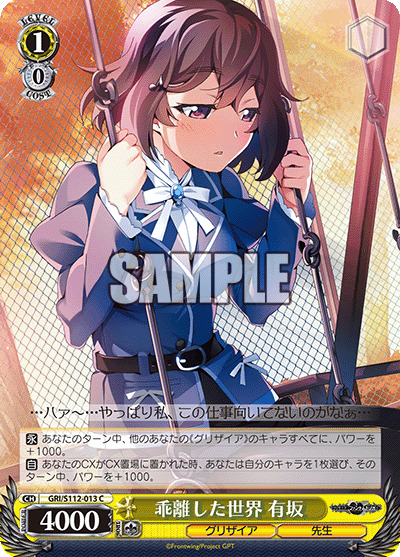 LEVEL
1
0
COST
SAMPLE
…ハァ~…やっぱり私、この仕事向いてないのかなぁ…
永 あなたのターン中、他のあなたの《グリザイア》のキャラすべてに、パワーを
+1000。
自 あなたのCXがCX置場に置かれた時、あなたは自分のキャラを1枚選び、そのターン中、パワーを+1000。
CH GRI/S112-013 C
4000
乖離した世界 有坂
グリザイア
先生
©Frontwing/Project GPT